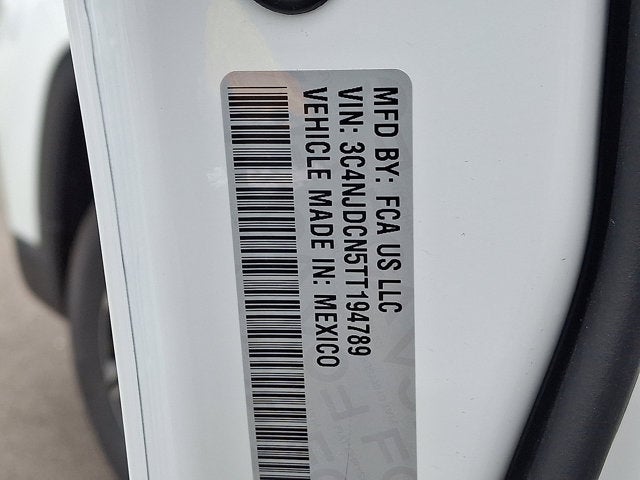 MFD BY: FCA US LLC
VIN: 3C4NJDCN5TT194789
VEHICLE MADE IN: MEXICO